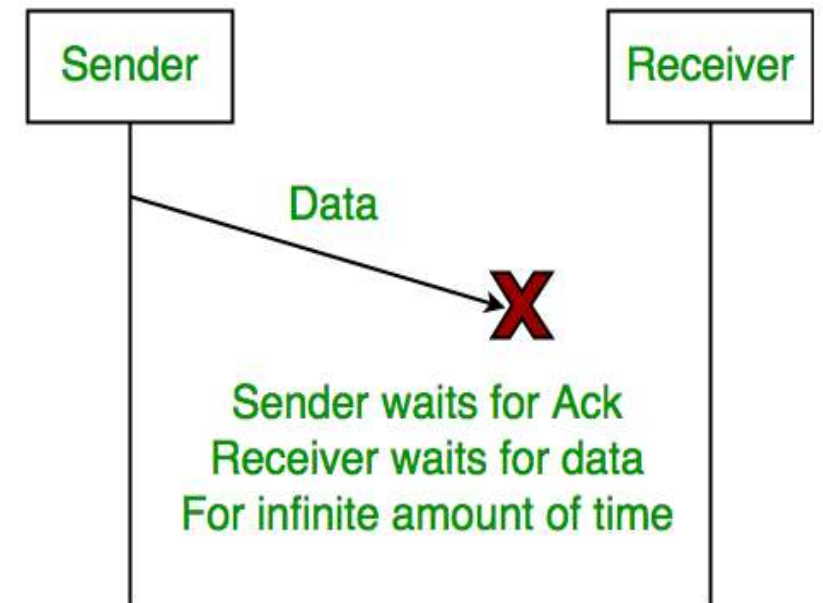 Sender
Receiver
Data
X
Sender waits for Ack
Receiver waits for data
For infinite amount of time